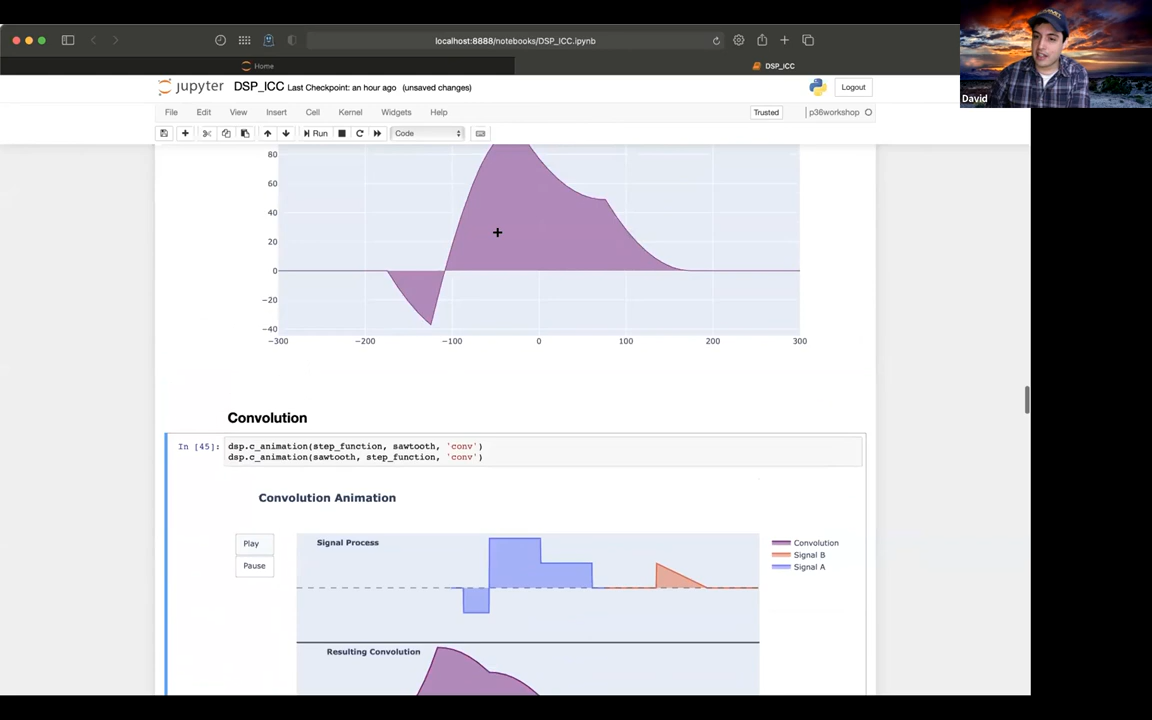 localhost:8888/notebooks/DSP_ICC.ipynb
Home
DSP_ICC
David
jupyter DSP_ICC Last Checkpoint: an hour ago (unsaved changes)
Logout
File Edit View Insert Cell Kernel Widgets Help
Trusted
p36workshop
Run
Code
80
60
40
20
0
−20
−40
−300 −200 −100 0 100 200 300
Convolution
In [45]: dsp.c_animation(step_function, sawtooth, 'conv')
dsp.c_animation(sawtooth, step_function, 'conv')
Convolution Animation
Play
Pause
Signal Process
Convolution
Signal B
Signal A
Resulting Convolution